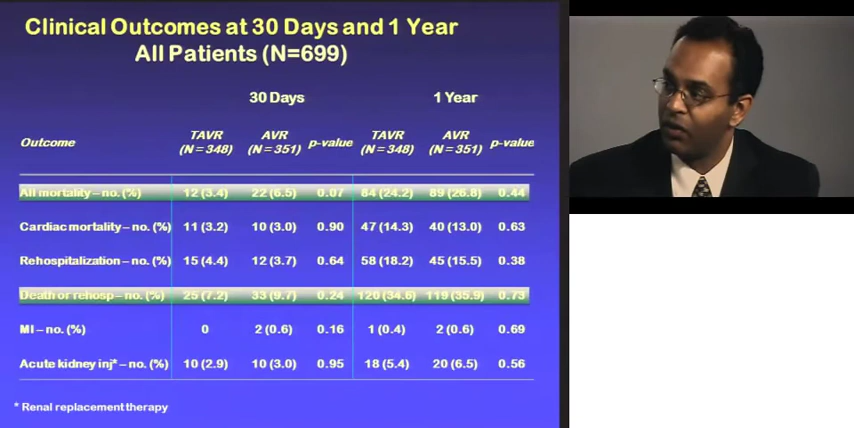 Clinical Outcomes at 30 Days and 1 Year
All Patients (N=699)
30 Days 1 Year
Outcome TAVR (N = 348) AVR (N = 351) p-value TAVR (N = 348) AVR (N = 351) p-value
All mortality – no. (%) 12 (3.4) 22 (6.5) 0.07 84 (24.2) 89 (26.8) 0.44
Cardiac mortality – no. (%) 11 (3.2) 10 (3.0) 0.90 47 (14.3) 40 (13.0) 0.63
Rehospitalization – no. (%) 15 (4.4) 12 (3.7) 0.64 58 (18.2) 45 (15.5) 0.38
Death or rehosp – no. (%) 25 (7.2) 33 (9.7) 0.24 120 (34.6) 119 (35.9) 0.73
MI – no. (%) 0 2 (0.6) 0.16 1 (0.4) 2 (0.6) 0.69
Acute kidney inj* – no. (%) 10 (2.9) 10 (3.0) 0.95 18 (5.4) 20 (6.5) 0.56
* Renal replacement therapy